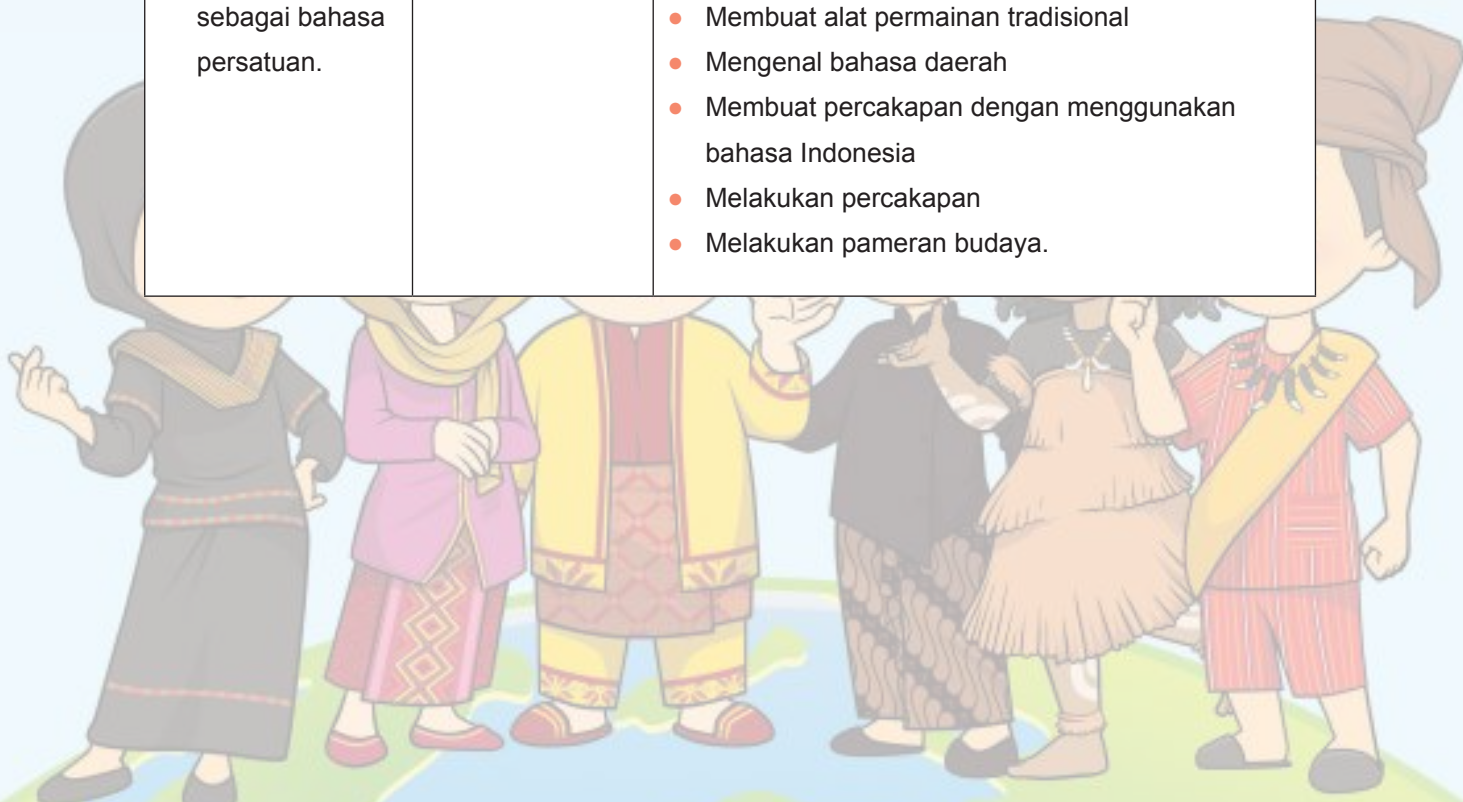 sebagai bahasa
persatuan.
● Membuat alat permainan tradisional
● Mengenal bahasa daerah
● Membuat percakapan dengan menggunakan
bahasa Indonesia
● Melakukan percakapan
● Melakukan pameran budaya.